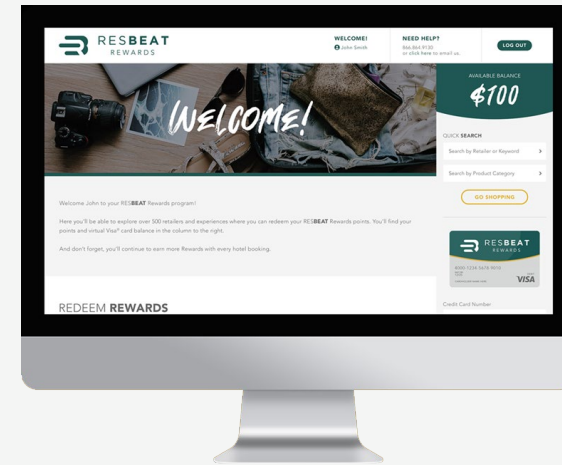 RESBEAT
REWARDS
WELCOME!
John Smith
NEED HELP?
866.864.9130
or click here to email us.
LOG OUT
WELCOME!
AVAILABLE BALANCE
$100
QUICK SEARCH
Search by Retailer or Keyword
Search by Product Category
GO SHOPPING
Welcome John to your RESBEAT Rewards program!
Here you'll be able to explore over 500 retailers and experiences where you can redeem your RESBEAT Rewards points. You'll find your
points and virtual Visa® card balance in the column to the right.
And don't forget, you'll continue to earn more Rewards with every hotel booking.
REDEEM REWARDS
RESBEAT
REWARDS
VISA
Credit Card Number: